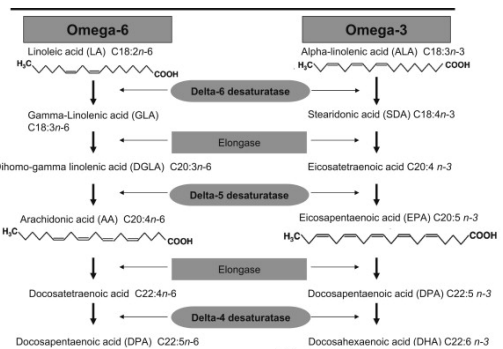 Omega-6 Omega-3
Linoleic acid (LA) C18:2n-6 Alpha-linolenic acid (ALA) C18:3n-3
H₃C COOH H₃C COOH
Delta-6 desaturatase
Gamma-Linolenic acid (GLA) Stearidonic acid (SDA) C18:4n-3
C18:3n-6
Elongase
Dihomo-gamma linolenic acid (DGLA) C20:3n-6 Eicosatetraenoic acid C20:4 n-3
Delta-5 desaturatase
Arachidonic acid (AA) C20:4n-6 Eicosapentaenoic acid (EPA) C20:5 n-3
H₃C COOH H₃C COOH
Elongase
Docosatetraenoic acid C22:4n-6 Docosapentaenoic acid (DPA) C22:5 n-3
Delta-4 desaturatase
Docosapentaenoic acid (DPA) C22:5n-6 Docosahexaenoic acid (DHA) C22:6 n-3